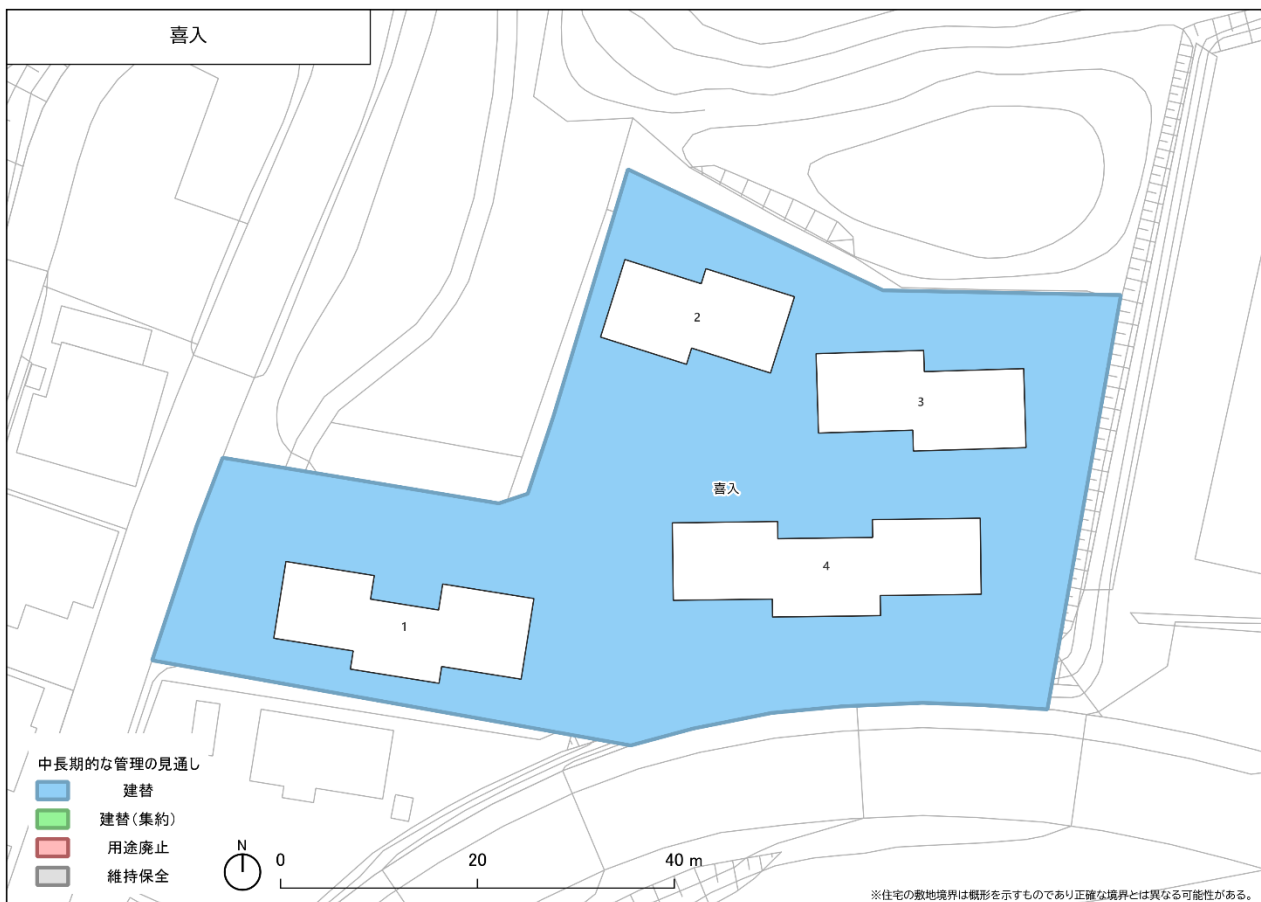 喜入
2
3
喜入
4
1
中長期的な管理の見通し
建替
建替(集約)
用途廃止
維持保全
N
0 20 40 m
※住宅の敷地境界は概形を示すものであり正確な境界とは異なる可能性がある。